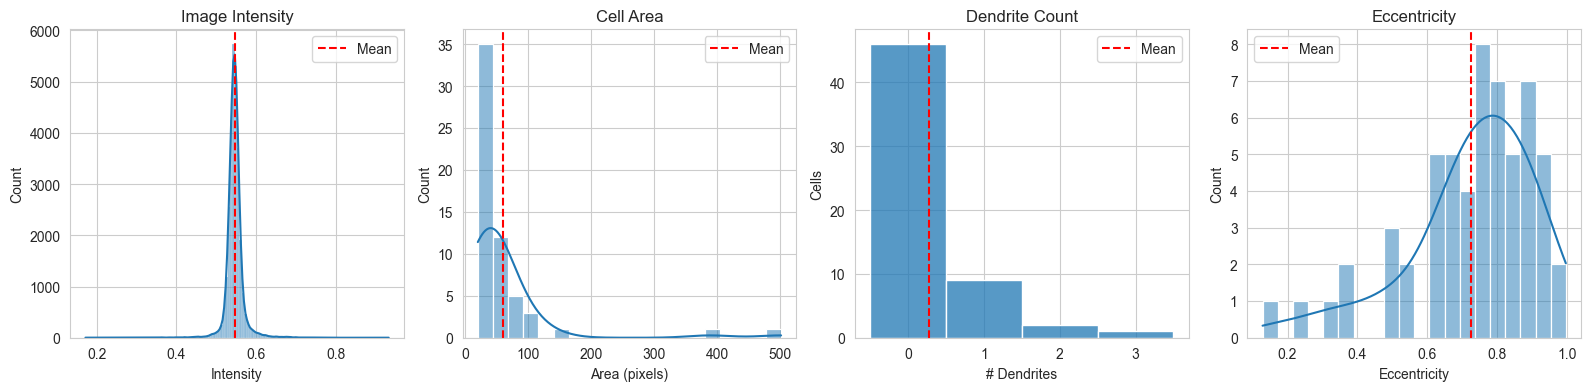 Image Intensity
Mean
6000
5000
4000
3000
2000
1000
0
Count
0.2 0.4 0.6 0.8
Intensity
Cell Area
Mean
35
30
25
20
15
10
5
0
Count
0 100 200 300 400 500
Area (pixels)
Dendrite Count
Mean
40
30
20
10
0
Cells
0 1 2 3
# Dendrites
Eccentricity
Mean
8
7
6
5
4
3
2
1
0
Count
0.2 0.4 0.6 0.8 1.0
Eccentricity